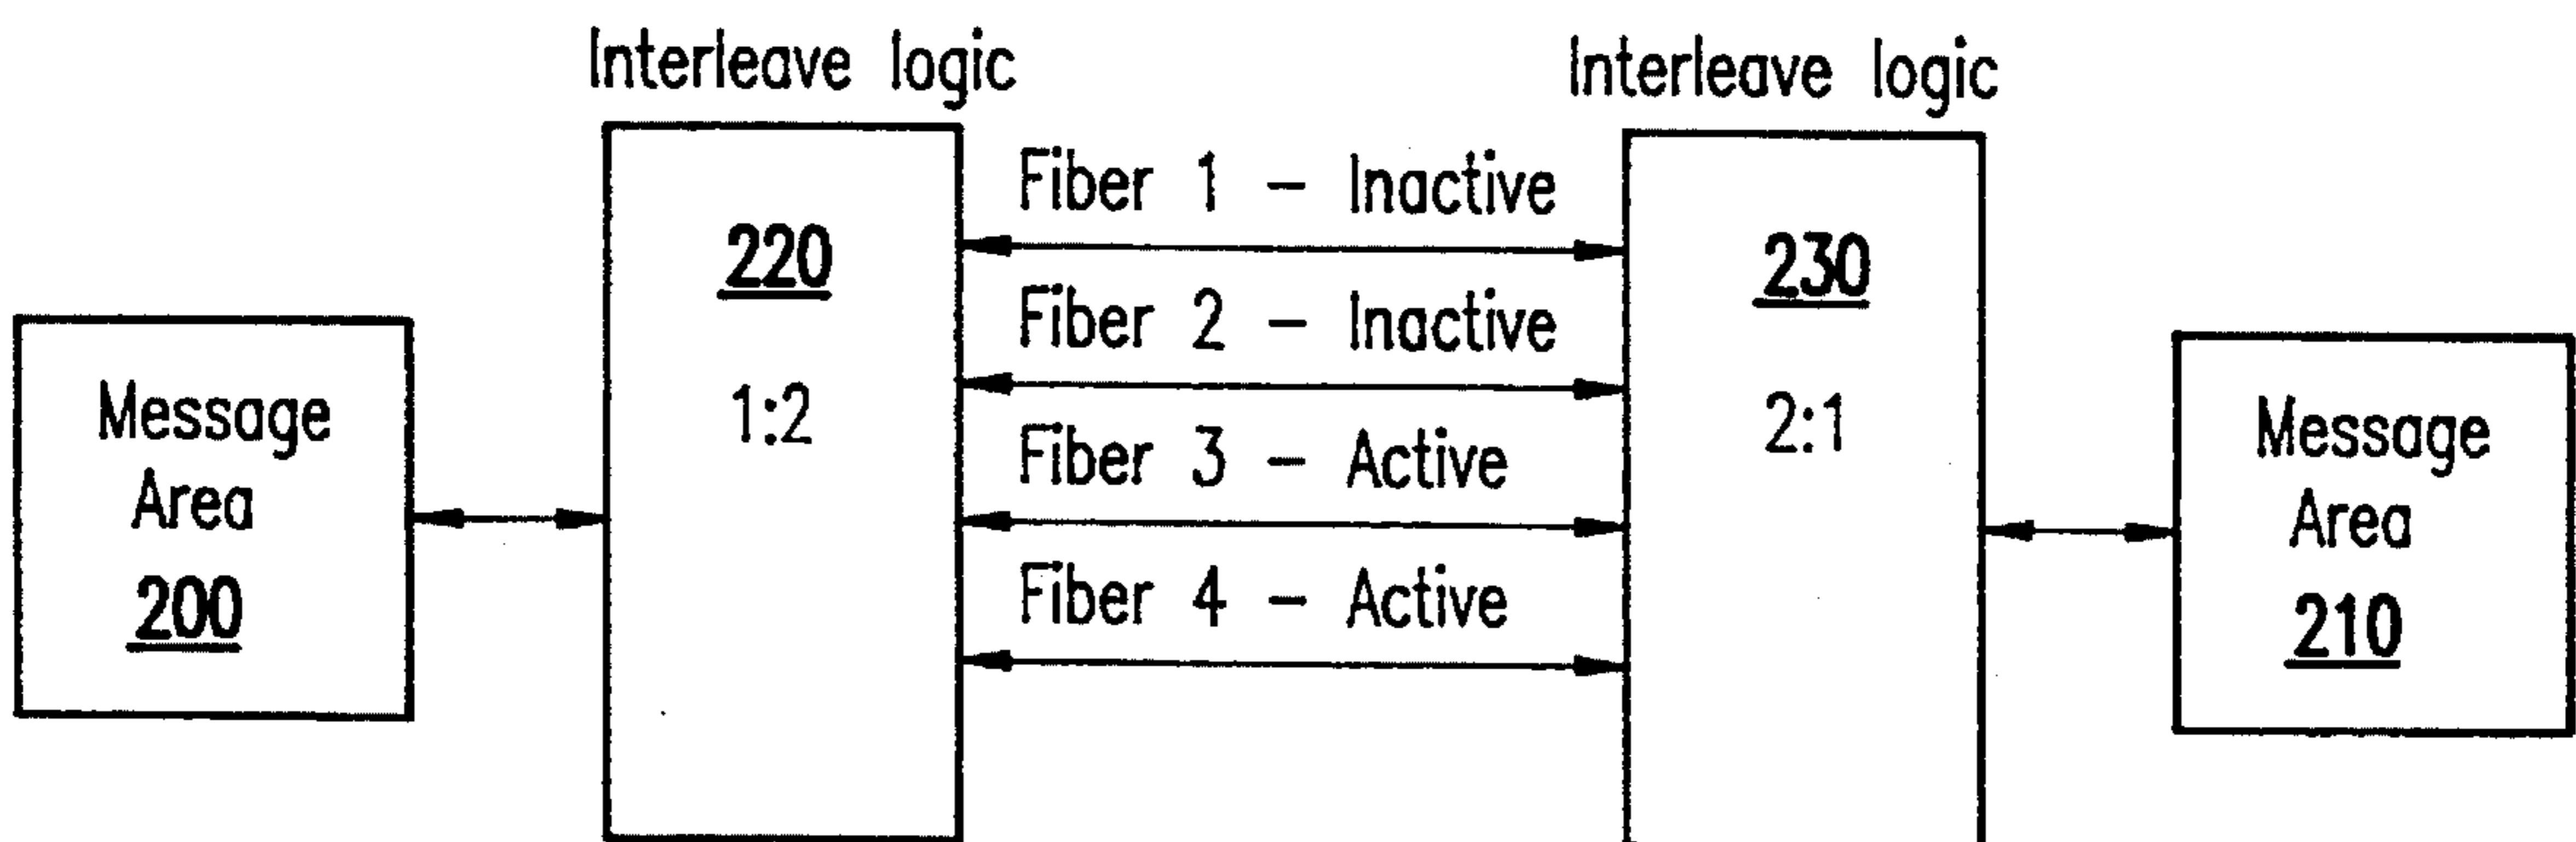 Interleave logic
Interleave logic
Fiber 1 - Inactive
220
230
Fiber 2 - Inactive
1:2
2:1
Message
Area
200
Fiber 3 - Active
Message
Area
210
Fiber 4 - Active